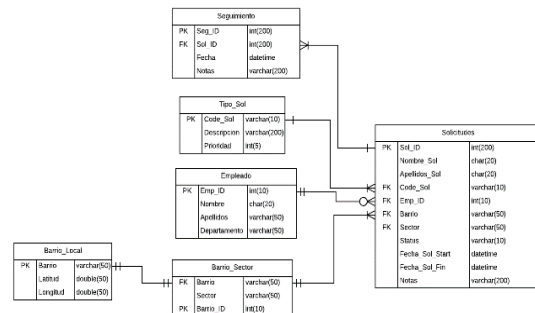 Seguimiento
PK Seg_ID int(200)
FK Sol_ID int(200)
Fecha datetime
Notas varchar(200)
Tipo_Sol
PK Code_Sol varchar(10)
Descripcion varchar(200)
Prioridad int(5)
Empleado
PK Emp_ID int(10)
Nombre char(20)
Apellidos varchar(50)
Departamento varchar(50)
Solicitudes
PK Sol_ID int(200)
Nombre_Sol char(20)
Apellidos_Sol char(20)
FK Code_Sol varchar(10)
FK Emp_ID int(10)
FK Barrio varchar(50)
FK Sector varchar(50)
Status varchar(10)
Fecha_Sol_Start datetime
Fecha_Sol_Fin datetime
Notas varchar(200)
Barrio_Local
PK Barrio varchar(50)
Latitud double(50)
Longitud double(50)
Barrio_Sector
FK Barrio varchar(50)
Sector varchar(50)
PK Barrio_ID int(10)